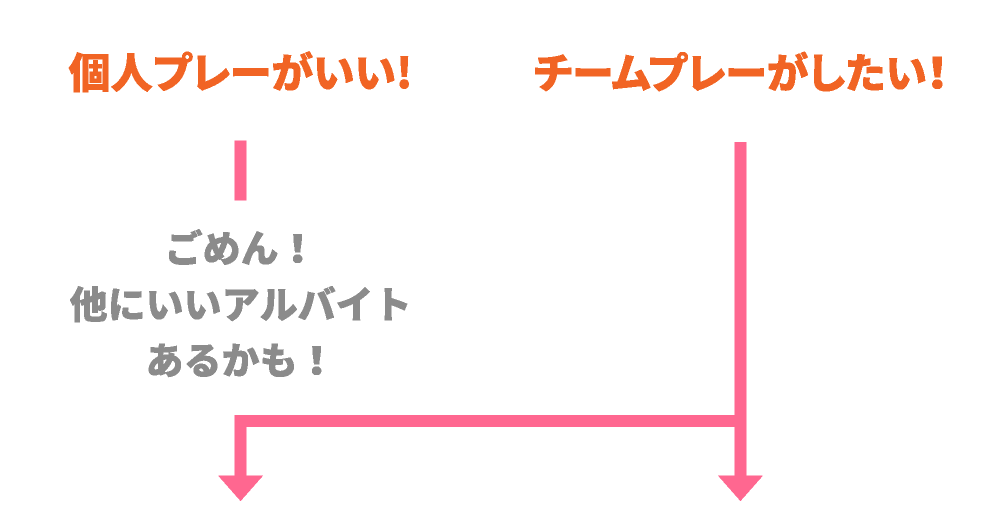 個人プレーがいい!
チームプレーがしたい!
ごめん！
他にいいアルバイト
あるかも！